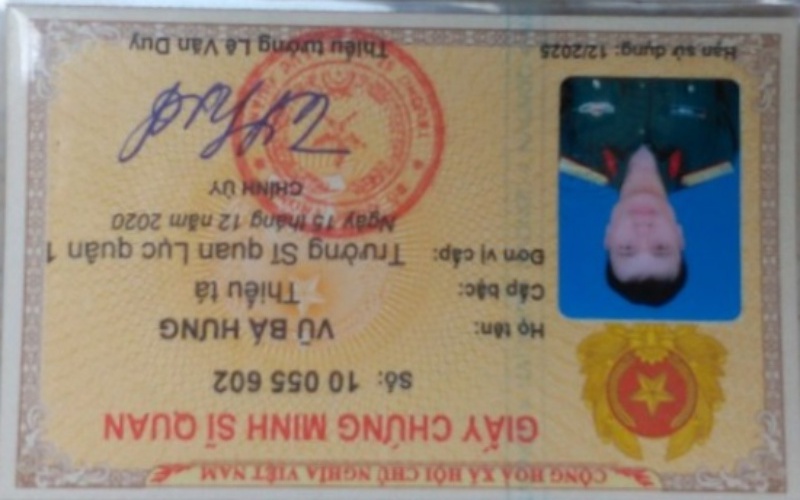 CỘNG HOÀ XÃ HỘI CHỦ NGHĨA VIỆT NAM
GIẤY CHỨNG MINH SĨ QUAN
Số: 10 055 602
Họ tên: VŨ BÁ HƯNG
Cấp bậc: Thiếu tá
Đơn vị cấp: Trường Sĩ quan Lục quân 1
Ngày 15 tháng 12 năm 2020
CHÍNH ỦY
Hạn sử dụng: 12/2025
Thiếu tướng Lê Văn Duy